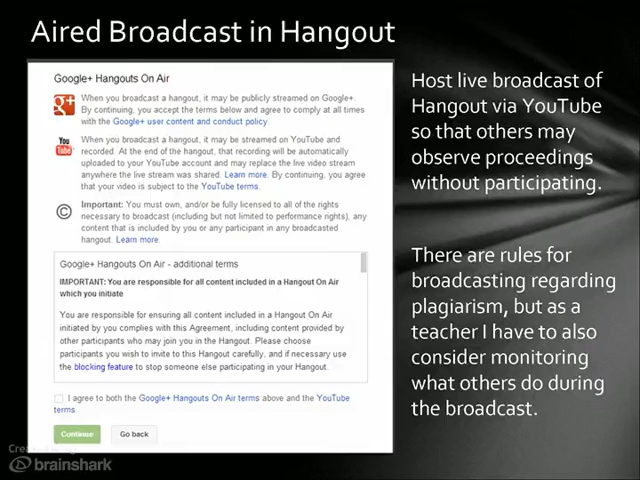 Aired Broadcast in Hangout
Google+ Hangouts On Air
When you broadcast a hangout, it may be publicly streamed on Google+.
By continuing, you accept the terms below and agree to comply at all times
with the Google+ user content and conduct policy.
When you broadcast a hangout, it may be streamed on YouTube and
recorded. At the end of the hangout, that recording will be automatically
uploaded to your YouTube account and may replace the live video stream
anywhere the live stream was shared. Learn more. By continuing, you agree
that your video is subject to the YouTube terms.
Important: You must own, and/or be fully licensed to all of the rights
necessary to broadcast (including but not limited to performance rights), any
content that is included by you or any participant in any broadcasted
hangout. Learn more.
Google+ Hangouts On Air - additional terms
IMPORTANT: You are responsible for all content included in a Hangout On Air
which you initiate
You are responsible for ensuring all content included in a Hangout On Air
initiated by you complies with this Agreement, including content provided by
other participants who may join you in the Hangout. Please choose
participants you wish to invite to this Hangout carefully, and if necessary use
the blocking feature to stop someone else participating in your Hangout.
I agree to both the Google+ Hangouts On Air terms above and the YouTube
terms.
Continue
Go back
Host live broadcast of
Hangout via YouTube
so that others may
observe proceedings
without participating.
There are rules for
broadcasting regarding
plagiarism, but as a
teacher I have to also
consider monitoring
what others do during
the broadcast.
You
Tube
g+
©
brainshark